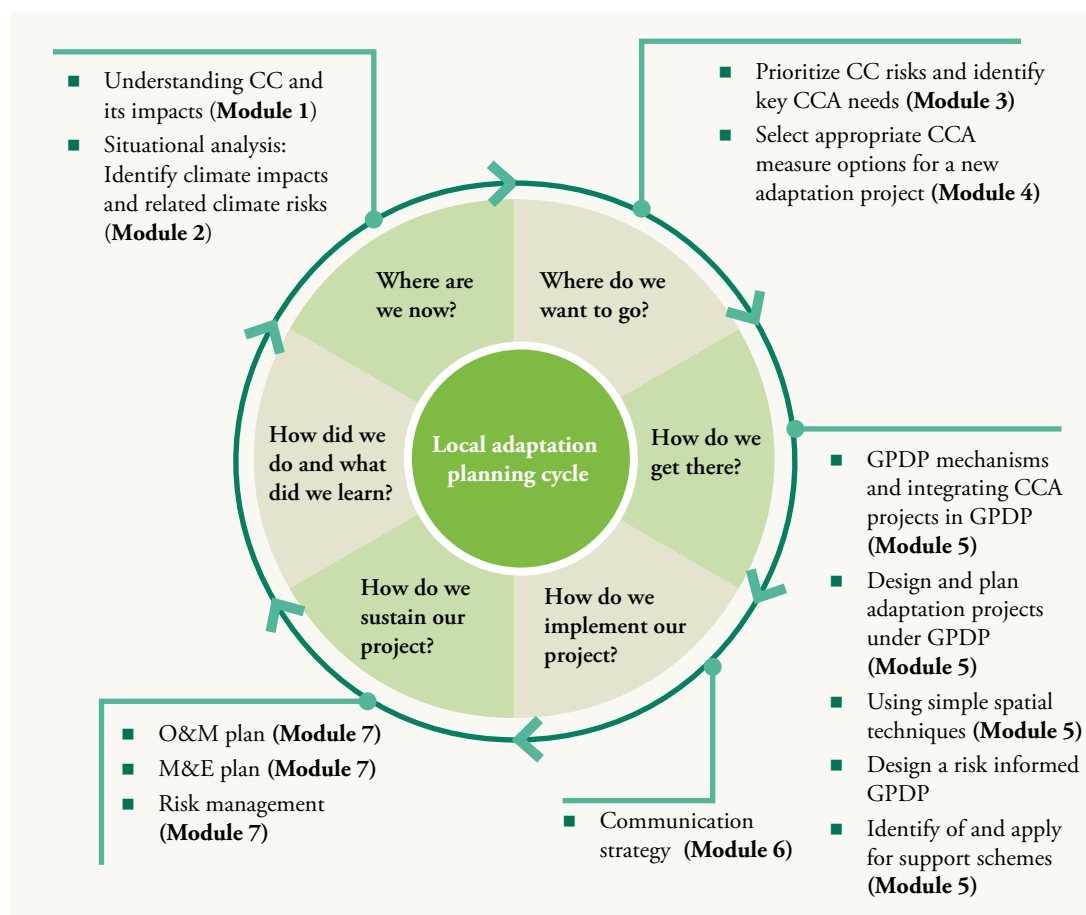 Understanding CC and
its impacts (Module 1)
Situational analysis:
Identify climate impacts
and related climate risks
(Module 2)
Prioritize CC risks and identify
key CCA needs (Module 3)
Select appropriate CCA
measure options for a new
adaptation project (Module 4)
Where are
we now?
Where do we
want to go?
How do we
get there?
How do we
implement our
project?
How do we
sustain our
project?
How did we
do and what
did we learn?
Local adaptation
planning cycle
GPDP mechanisms
and integrating CCA
projects in GPDP
(Module 5)
Design and plan
adaptation projects
under GPDP
(Module 5)
Using simple spatial
techniques (Module 5)
Design a risk informed
GPDP
Identify of and apply
for support schemes
(Module 5)
Communication
strategy (Module 6)
O&M plan (Module 7)
M&E plan (Module 7)
Risk management
(Module 7)